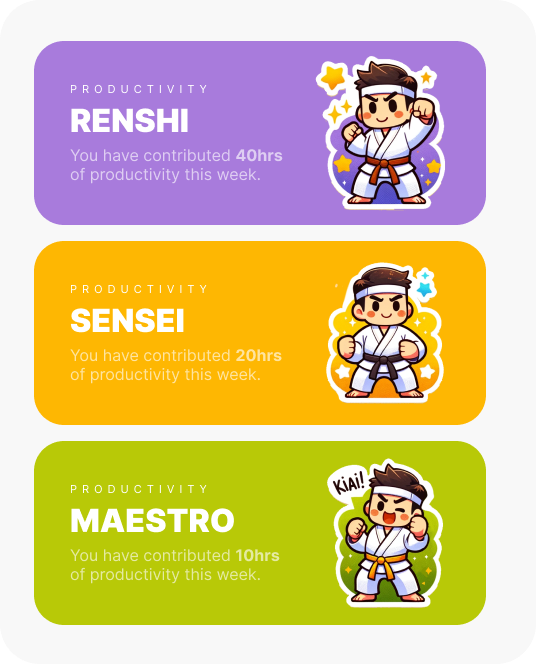 PRODUCTIVITY
RENSHI
You have contributed 40hrs
of productivity this week.
PRODUCTIVITY
SENSEI
You have contributed 20hrs
of productivity this week.
PRODUCTIVITY
MAESTRO
You have contributed 10hrs
of productivity this week.
KiAi!